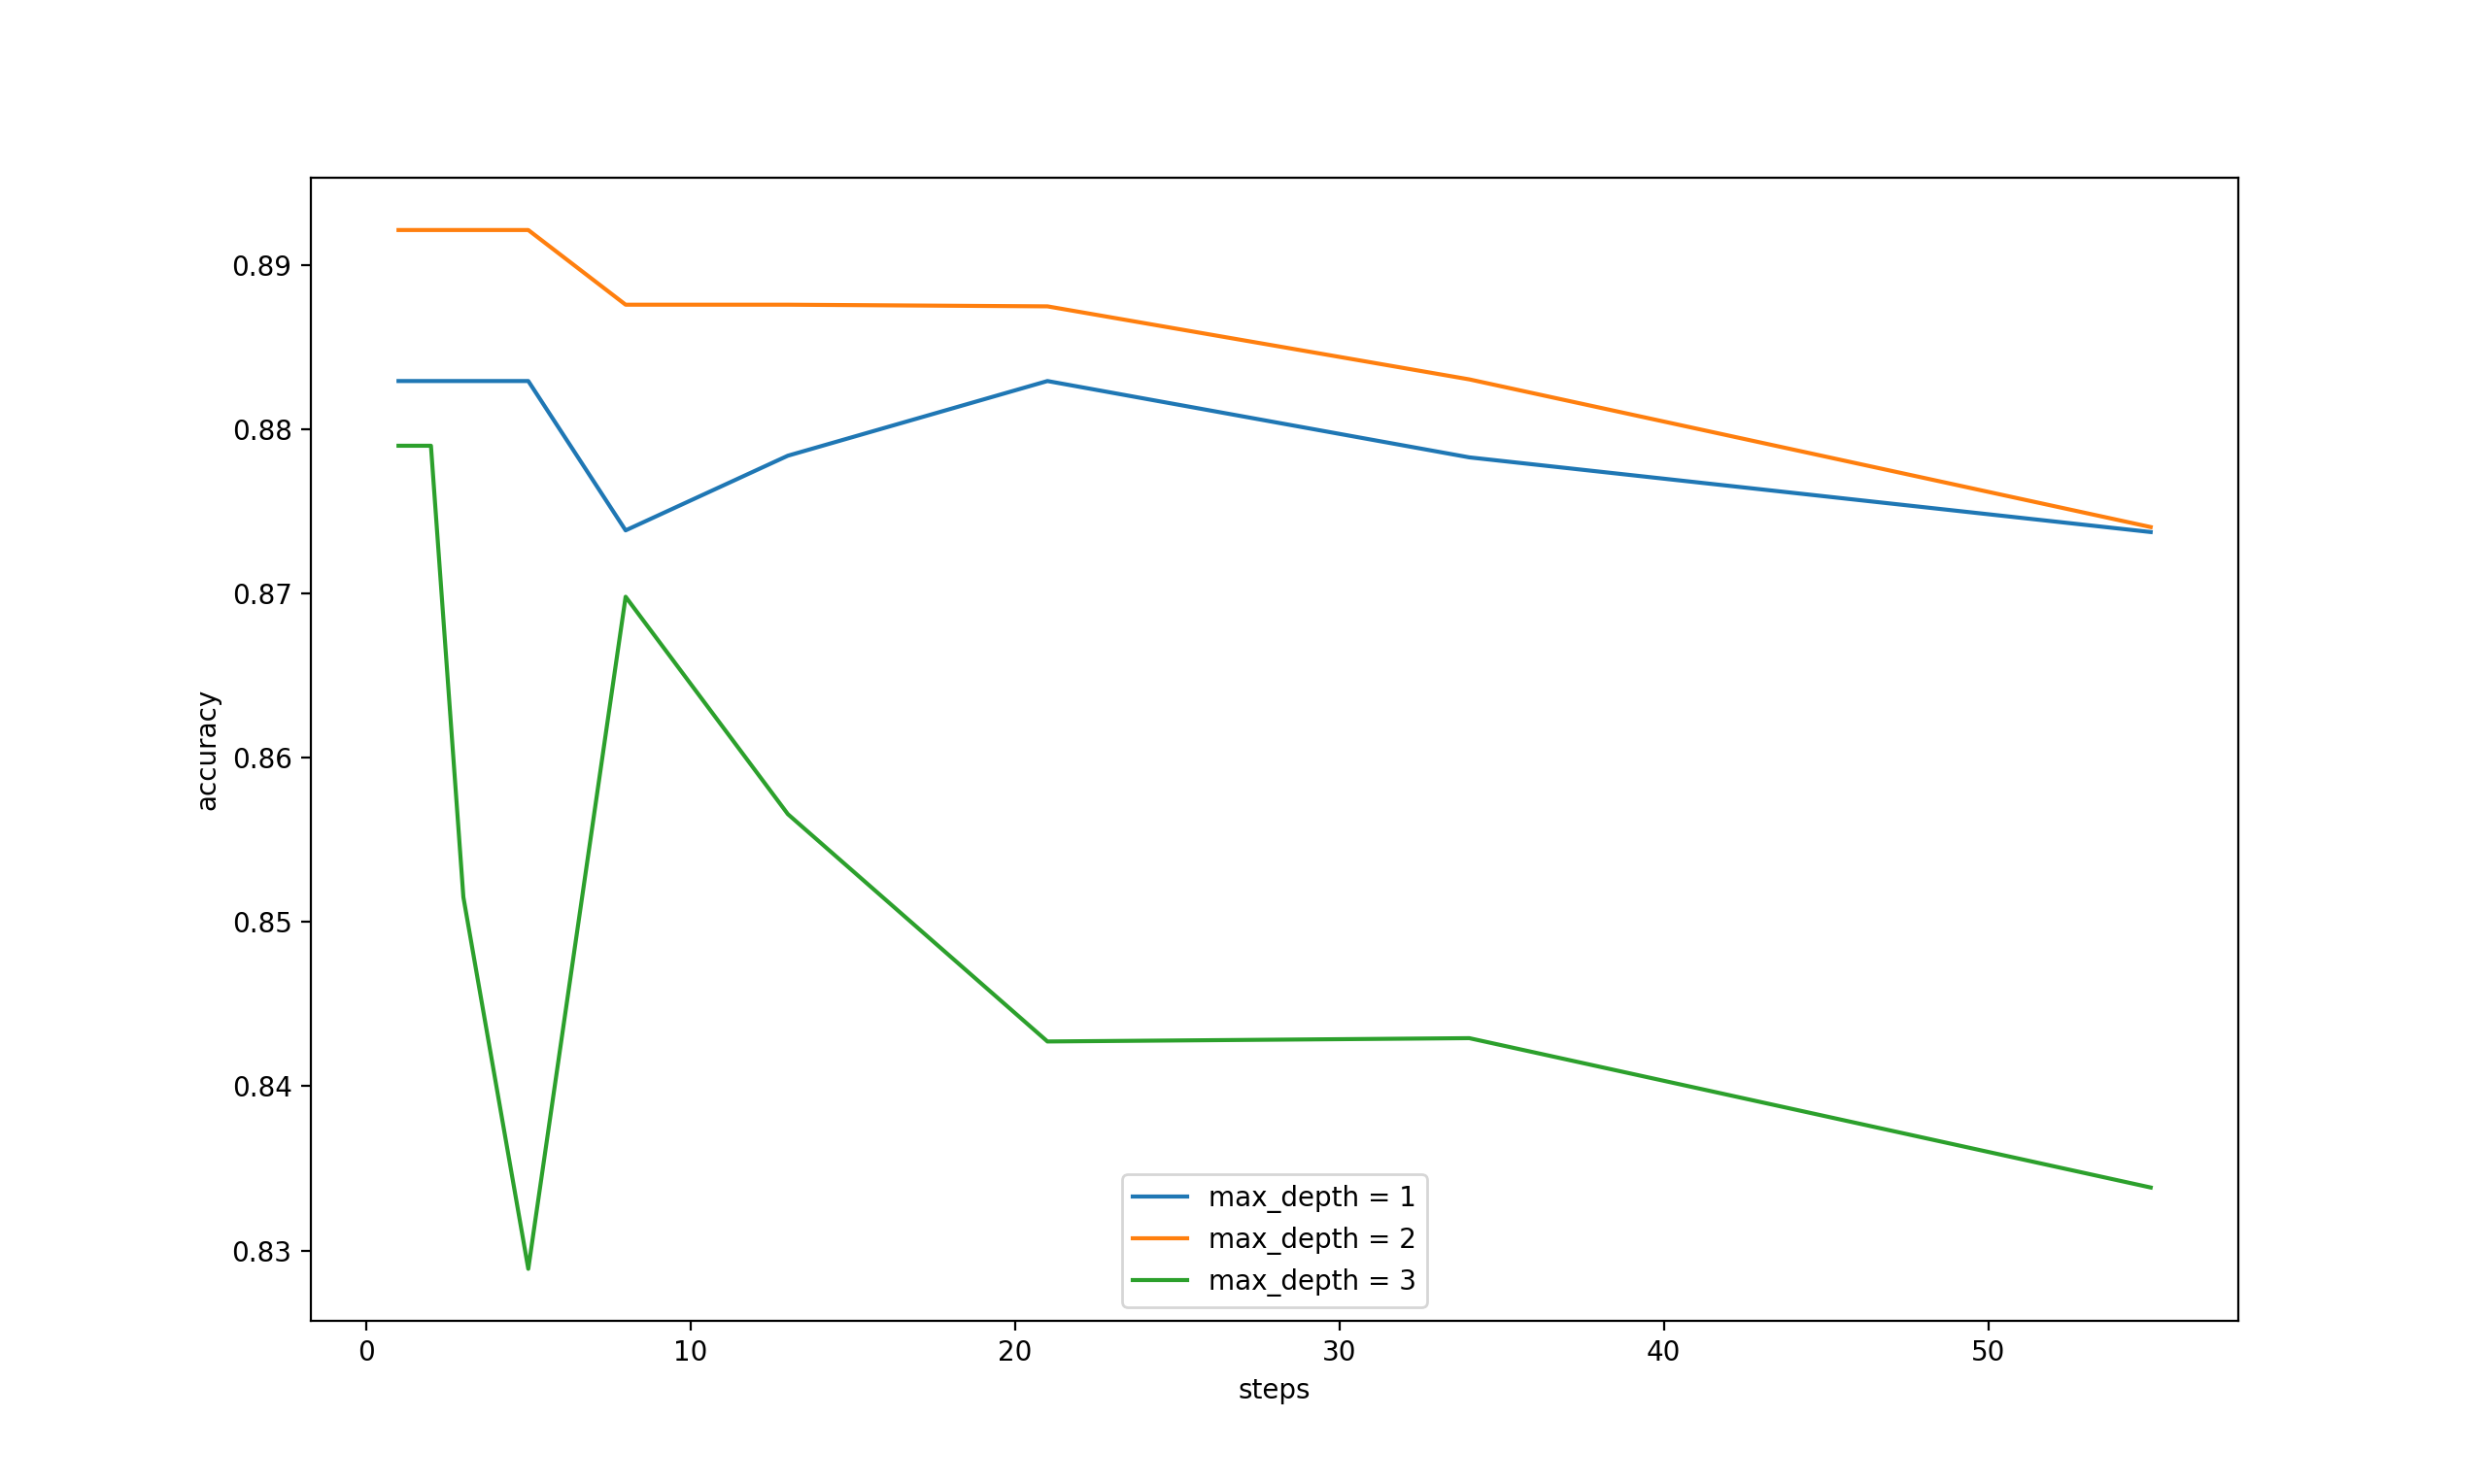 0.89
0.88
0.87
0.86
0.85
0.84
0.83
accuracy
max_depth = 1
max_depth = 2
max_depth = 3
0 10 20 30 40 50
steps